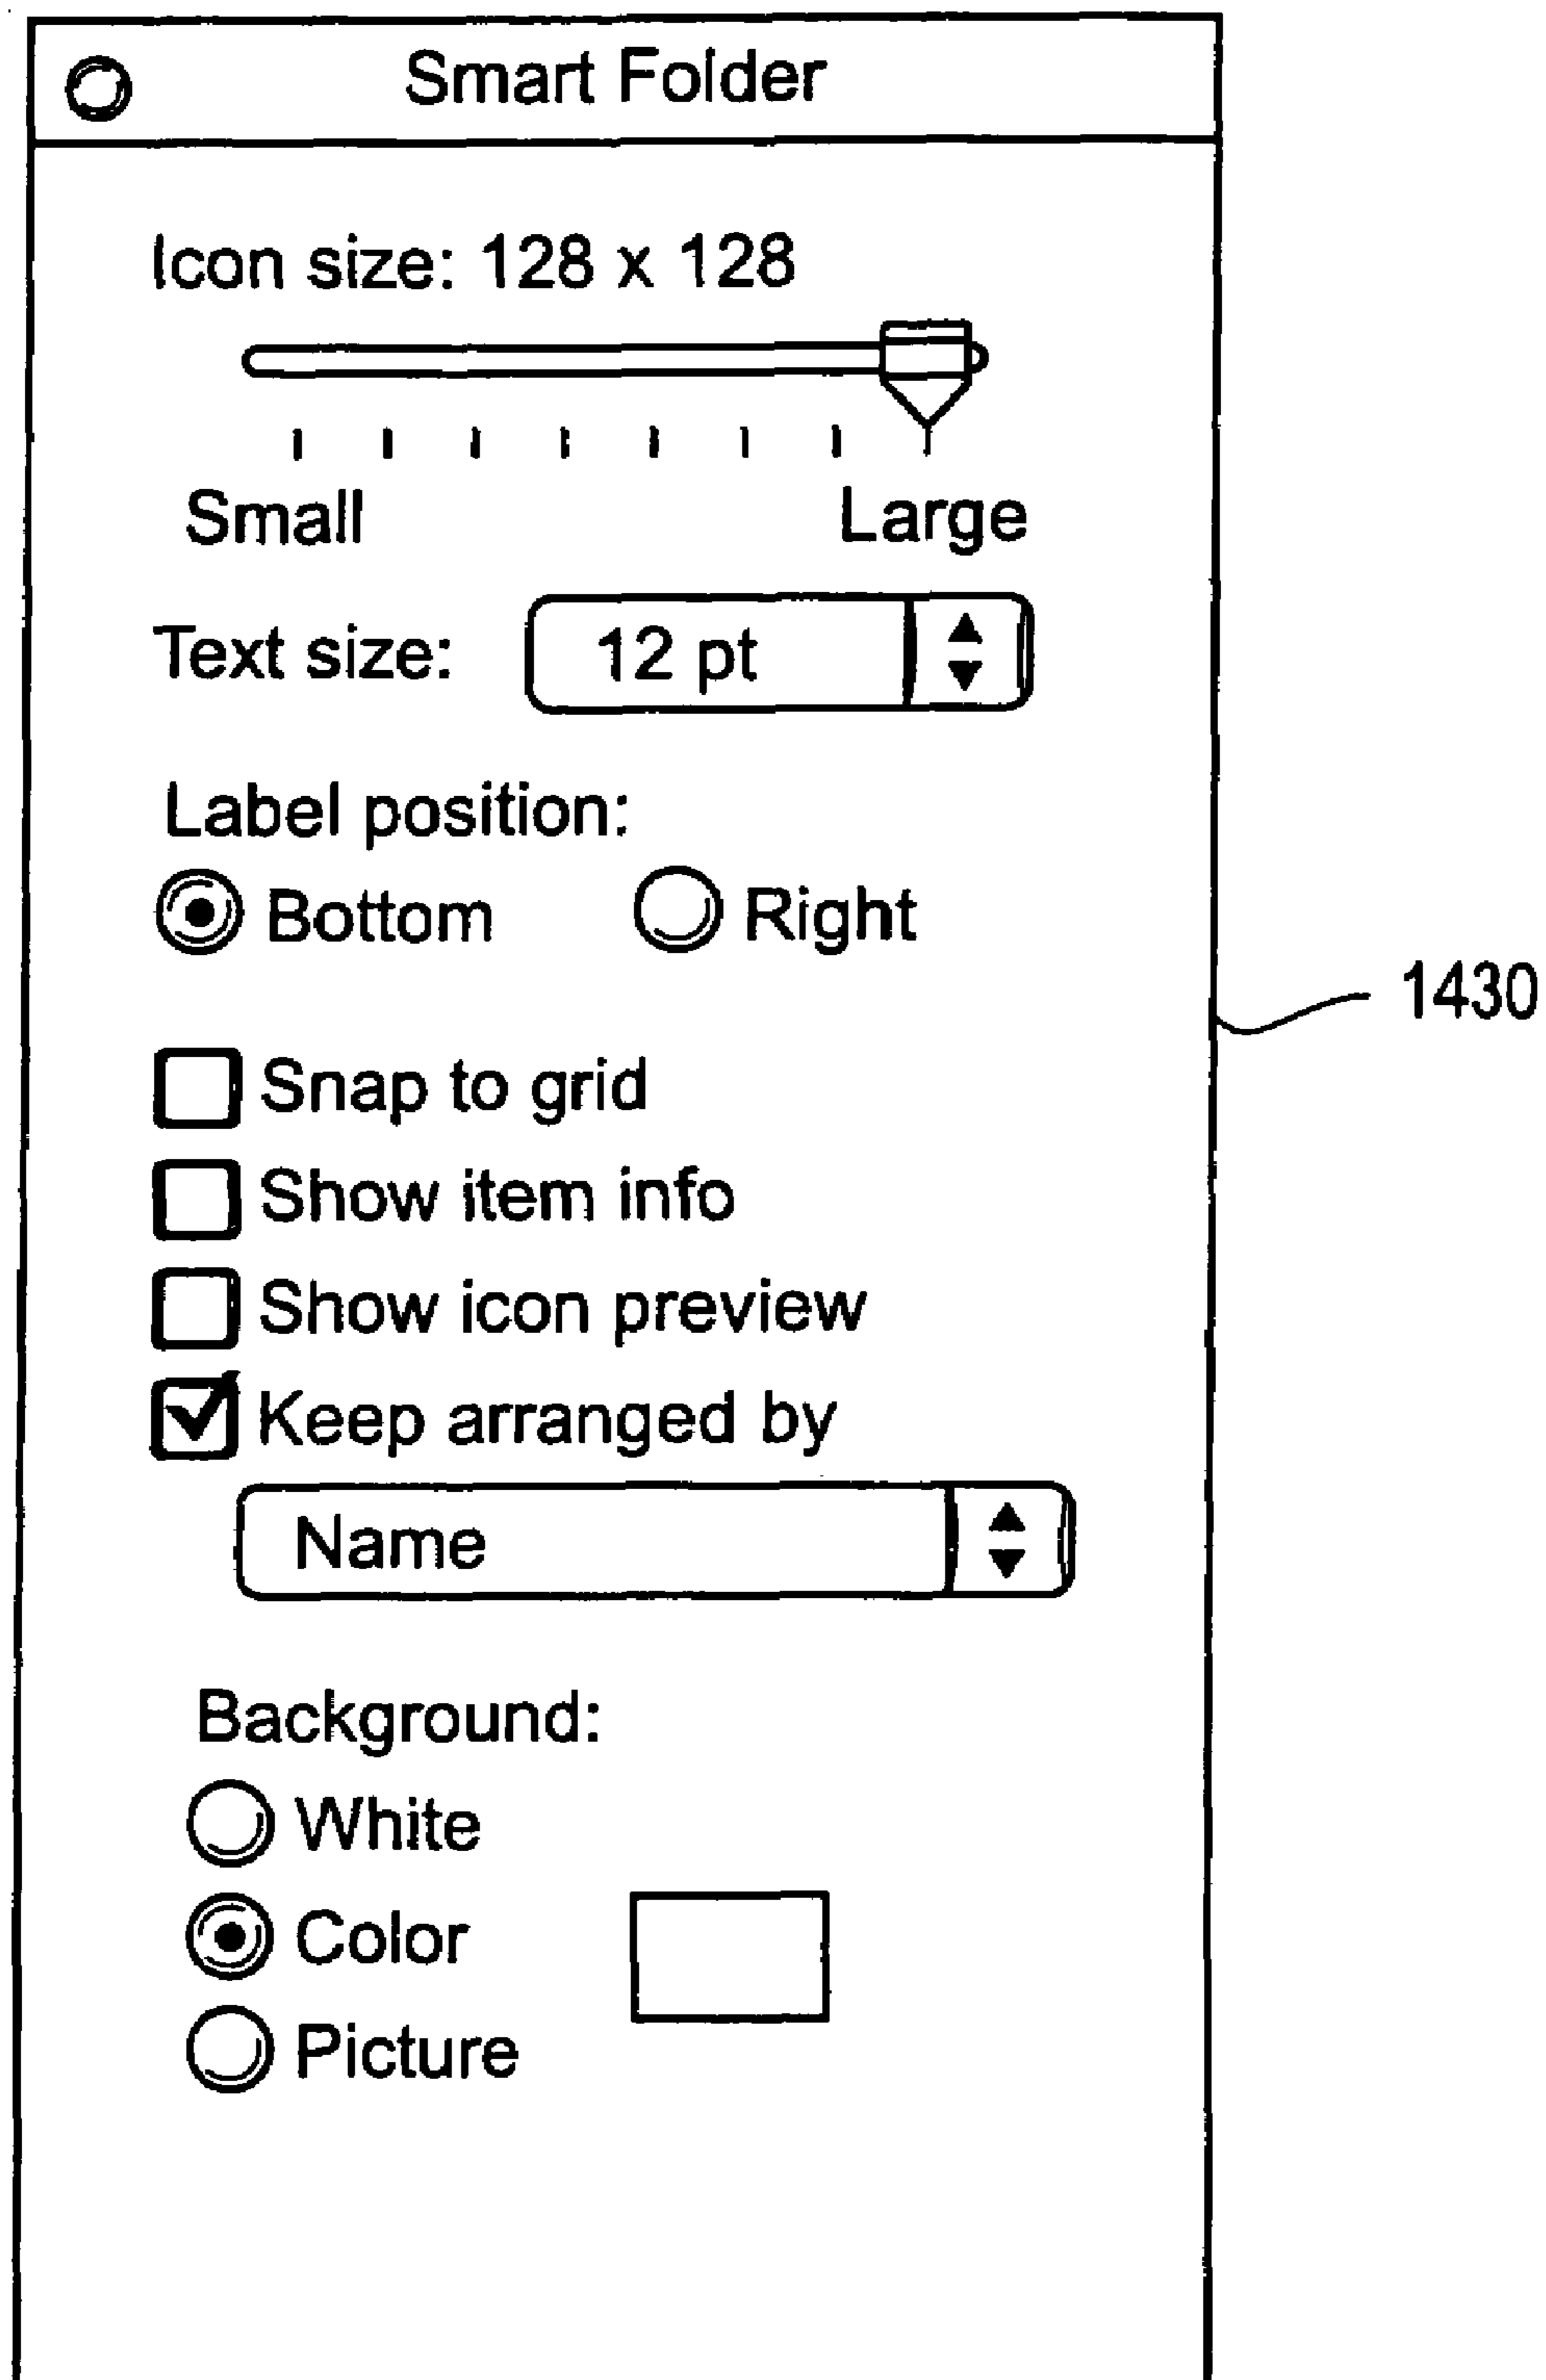 Smart Folder
Icon size: 128 x 128
Small Large
Text size: 12 pt
Label position:
Bottom Right
1430
Snap to grid
Show item info
Show icon preview
Keep arranged by
Name
Background:
White
Color
Picture